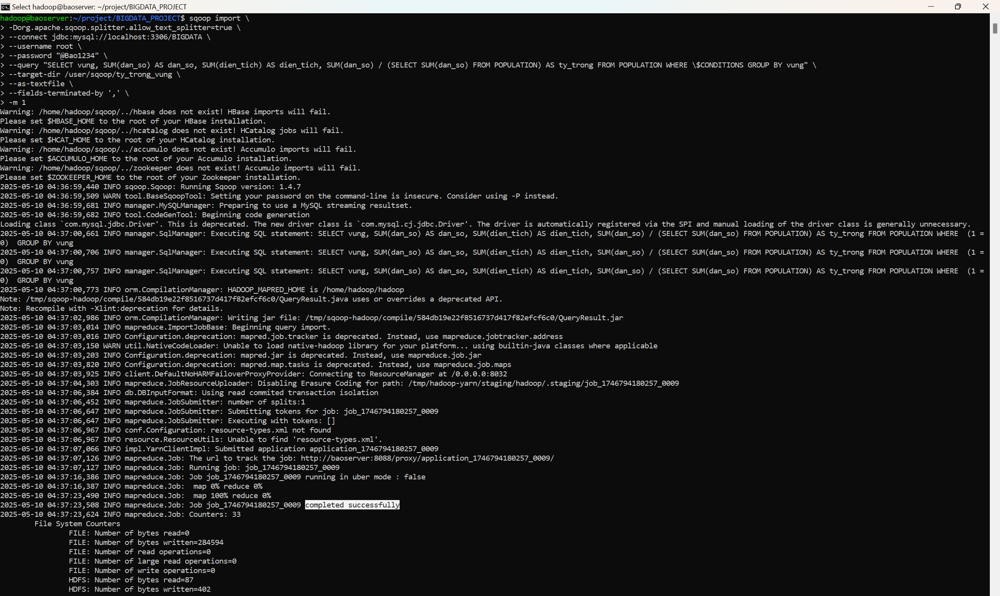 Select hadoop@baoserver: ~/project/BIGDATA_PROJECT
hadoop@baoserver:~/project/BIGDATA_PROJECT$ sqoop import \
> -Dorg.apache.sqoop.splitter.allow_text_splitter=true \
> --connect jdbc:mysql://localhost:3306/BIGDATA \
> --username root \
> --password "@Bao1234" \
> --query "SELECT vung, SUM(dan_so) AS dan_so, SUM(dien_tich) AS dien_tich, SUM(dan_so) / (SELECT SUM(dan_so) FROM POPULATION) AS ty_trong FROM POPULATION WHERE \$CONDITIONS GROUP BY vung" \
> --target-dir /user/sqoop/ty_trong_vung \
> --as-textfile \
> --fields-terminated-by ',' \
> -m 1
Warning: /home/hadoop/sqoop/../hbase does not exist! HBase imports will fail.
Please set $HBASE_HOME to the root of your HBase installation.
Warning: /home/hadoop/sqoop/../hcatalog does not exist! HCatalog jobs will fail.
Please set $HCAT_HOME to the root of your HCatalog installation.
Warning: /home/hadoop/sqoop/../accumulo does not exist! Accumulo imports will fail.
Please set $ACCUMULO_HOME to the root of your Accumulo installation.
Warning: /home/hadoop/sqoop/../zookeeper does not exist! Accumulo imports will fail.
Please set $ZOOKEEPER_HOME to the root of your Zookeeper installation.
2025-05-10 04:36:59,440 INFO sqoop.Sqoop: Running Sqoop version: 1.4.7
2025-05-10 04:36:59,509 WARN tool.BaseSqoopTool: Setting your password on the command-line is insecure. Consider using -P instead.
2025-05-10 04:36:59,681 INFO manager.MySQLManager: Preparing to use a MySQL streaming resultset.
2025-05-10 04:36:59,682 INFO tool.CodeGenTool: Beginning code generation
Loading class `com.mysql.jdbc.Driver'. This is deprecated. The new driver class is `com.mysql.cj.jdbc.Driver'. The driver is automatically registered via the SPI and manual loading of the driver class is generally unnecessary.
2025-05-10 04:37:00,661 INFO manager.SqlManager: Executing SQL statement: SELECT vung, SUM(dan_so) AS dan_so, SUM(dien_tich) AS dien_tich, SUM(dan_so) / (SELECT SUM(dan_so) FROM POPULATION) AS ty_trong FROM POPULATION WHERE  (1 =
0)  GROUP BY vung
2025-05-10 04:37:00,706 INFO manager.SqlManager: Executing SQL statement: SELECT vung, SUM(dan_so) AS dan_so, SUM(dien_tich) AS dien_tich, SUM(dan_so) / (SELECT SUM(dan_so) FROM POPULATION) AS ty_trong FROM POPULATION WHERE  (1 =
0)  GROUP BY vung
2025-05-10 04:37:00,757 INFO manager.SqlManager: Executing SQL statement: SELECT vung, SUM(dan_so) AS dan_so, SUM(dien_tich) AS dien_tich, SUM(dan_so) / (SELECT SUM(dan_so) FROM POPULATION) AS ty_trong FROM POPULATION WHERE  (1 =
0)  GROUP BY vung
2025-05-10 04:37:00,773 INFO orm.CompilationManager: HADOOP_MAPRED_HOME is /home/hadoop/hadoop
Note: /tmp/sqoop-hadoop/compile/584db19e22f8516737d417f82efcf6c0/QueryResult.java uses or overrides a deprecated API.
Note: Recompile with -Xlint:deprecation for details.
2025-05-10 04:37:02,986 INFO orm.CompilationManager: Writing jar file: /tmp/sqoop-hadoop/compile/584db19e22f8516737d417f82efcf6c0/QueryResult.jar
2025-05-10 04:37:03,014 INFO mapreduce.ImportJobBase: Beginning query import.
2025-05-10 04:37:03,016 INFO Configuration.deprecation: mapred.job.tracker is deprecated. Instead, use mapreduce.jobtracker.address
2025-05-10 04:37:03,150 WARN util.NativeCodeLoader: Unable to load native-hadoop library for your platform... using builtin-java classes where applicable
2025-05-10 04:37:03,203 INFO Configuration.deprecation: mapred.jar is deprecated. Instead, use mapreduce.job.jar
2025-05-10 04:37:03,820 INFO Configuration.deprecation: mapred.map.tasks is deprecated. Instead, use mapreduce.job.maps
2025-05-10 04:37:03,925 INFO client.DefaultNoHARMFailoverProxyProvider: Connecting to ResourceManager at /0.0.0.0:8032
2025-05-10 04:37:04,303 INFO mapreduce.JobResourceUploader: Disabling Erasure Coding for path: /tmp/hadoop-yarn/staging/hadoop/.staging/job_1746794180257_0009
2025-05-10 04:37:06,384 INFO db.DBInputFormat: Using read commited transaction isolation
2025-05-10 04:37:06,452 INFO mapreduce.JobSubmitter: number of splits:1
2025-05-10 04:37:06,647 INFO mapreduce.JobSubmitter: Submitting tokens for job: job_1746794180257_0009
2025-05-10 04:37:06,647 INFO mapreduce.JobSubmitter: Executing with tokens: []
2025-05-10 04:37:06,967 INFO conf.Configuration: resource-types.xml not found
2025-05-10 04:37:06,967 INFO resource.ResourceUtils: Unable to find 'resource-types.xml'.
2025-05-10 04:37:07,066 INFO impl.YarnClientImpl: Submitted application application_1746794180257_0009
2025-05-10 04:37:07,126 INFO mapreduce.Job: The url to track the job: http://baoserver:8088/proxy/application_1746794180257_0009/
2025-05-10 04:37:07,127 INFO mapreduce.Job: Running job: job_1746794180257_0009
2025-05-10 04:37:16,386 INFO mapreduce.Job: Job job_1746794180257_0009 running in uber mode : false
2025-05-10 04:37:16,387 INFO mapreduce.Job:  map 0% reduce 0%
2025-05-10 04:37:23,490 INFO mapreduce.Job:  map 100% reduce 0%
2025-05-10 04:37:23,508 INFO mapreduce.Job: Job job_1746794180257_0009 completed successfully
2025-05-10 04:37:23,624 INFO mapreduce.Job: Counters: 33
File System Counters
FILE: Number of bytes read=0
FILE: Number of bytes written=284594
FILE: Number of read operations=0
FILE: Number of large read operations=0
FILE: Number of write operations=0
HDFS: Number of bytes read=87
HDFS: Number of bytes written=402